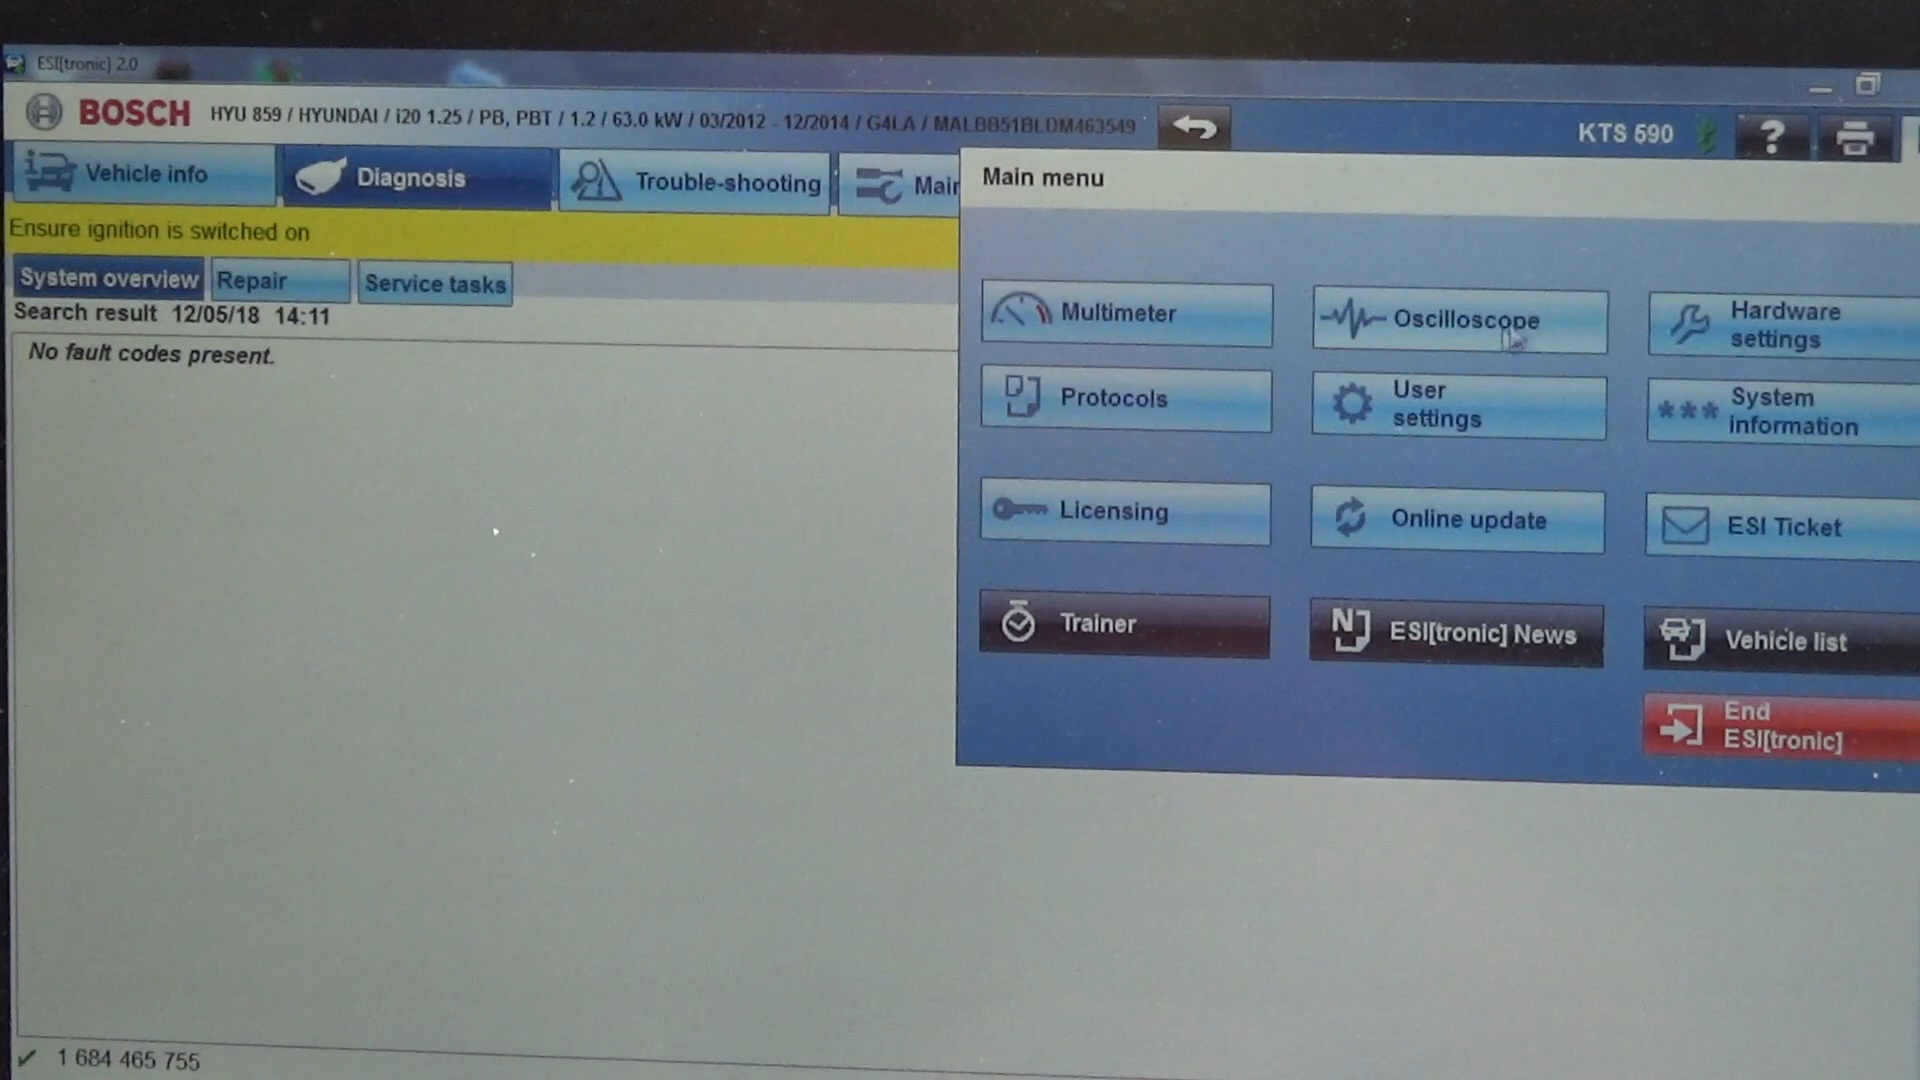 ESI[tronic] 2.0
BOSCH HYU 859 / HYUNDAI / i20 1.25 / PB, PBT / 1.2 / 63.0 kW / 03/2012 - 12/2014 / G4LA / MALBB51BLDM463549
KTS 590 ?
Vehicle info Diagnosis Trouble-shooting Mair
Main menu
Ensure ignition is switched on
System overview Repair Service tasks
Search result 12/05/18 14:11
No fault codes present.
Multimeter Oscilloscope Hardware settings
Protocols User settings *** System information
Licensing Online update ESI Ticket
Trainer N ESI[tronic] News Vehicle list
End ESI[tronic]
1 684 465 755